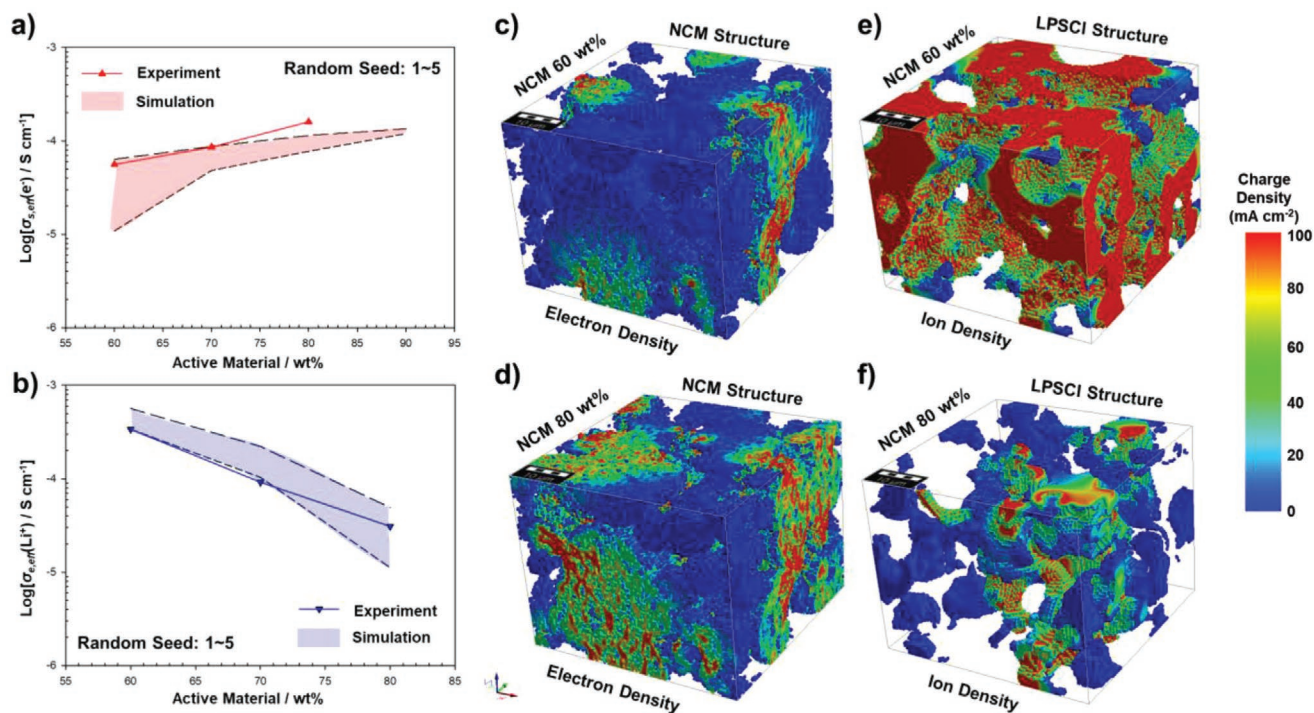 a)
-3
-4
-5
-6
Log[σs,eff(e-) / S cm-1]
Experiment
Simulation
Random Seed: 1~5
55 60 65 70 75 80 85 90 95
Active Material / wt%
b)
-3
-4
-5
-6
Log[σe,eff(Li+) / S cm-1]
Experiment
Simulation
Random Seed: 1~5
55 60 65 70 75 80 85
Active Material / wt%
c)
NCM Structure
NCM 60 wt%
Electron Density
d)
NCM Structure
NCM 80 wt%
Electron Density
e)
LPSCl Structure
NCM 60 wt%
Ion Density
f)
LPSCl Structure
NCM 80 wt%
Ion Density
Charge
Density
(mA cm-2)
100
80
60
40
20
0